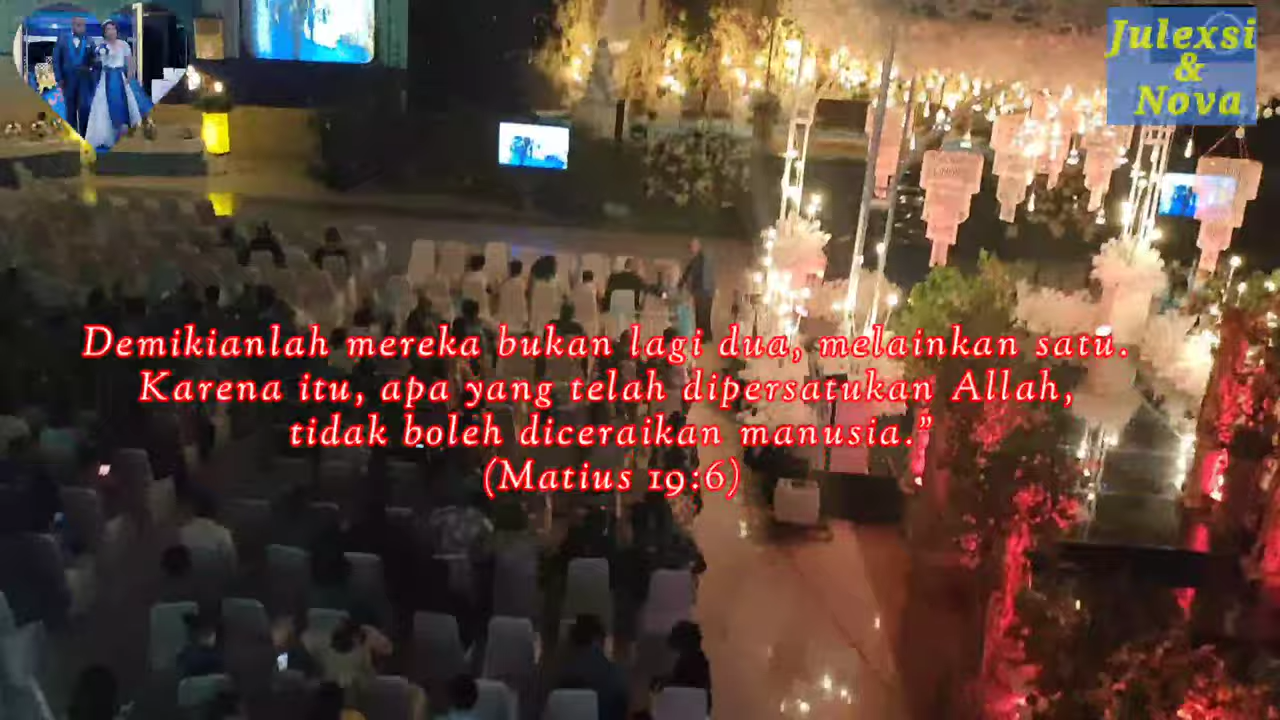 Julexsi
&
Nova
Demikianlah mereka bukan lagi dua, melainkan satu.
Karena itu, apa yang telah dipersatukan Allah,
tidak boleh diceraikan manusia.”
(Matius 19:6)